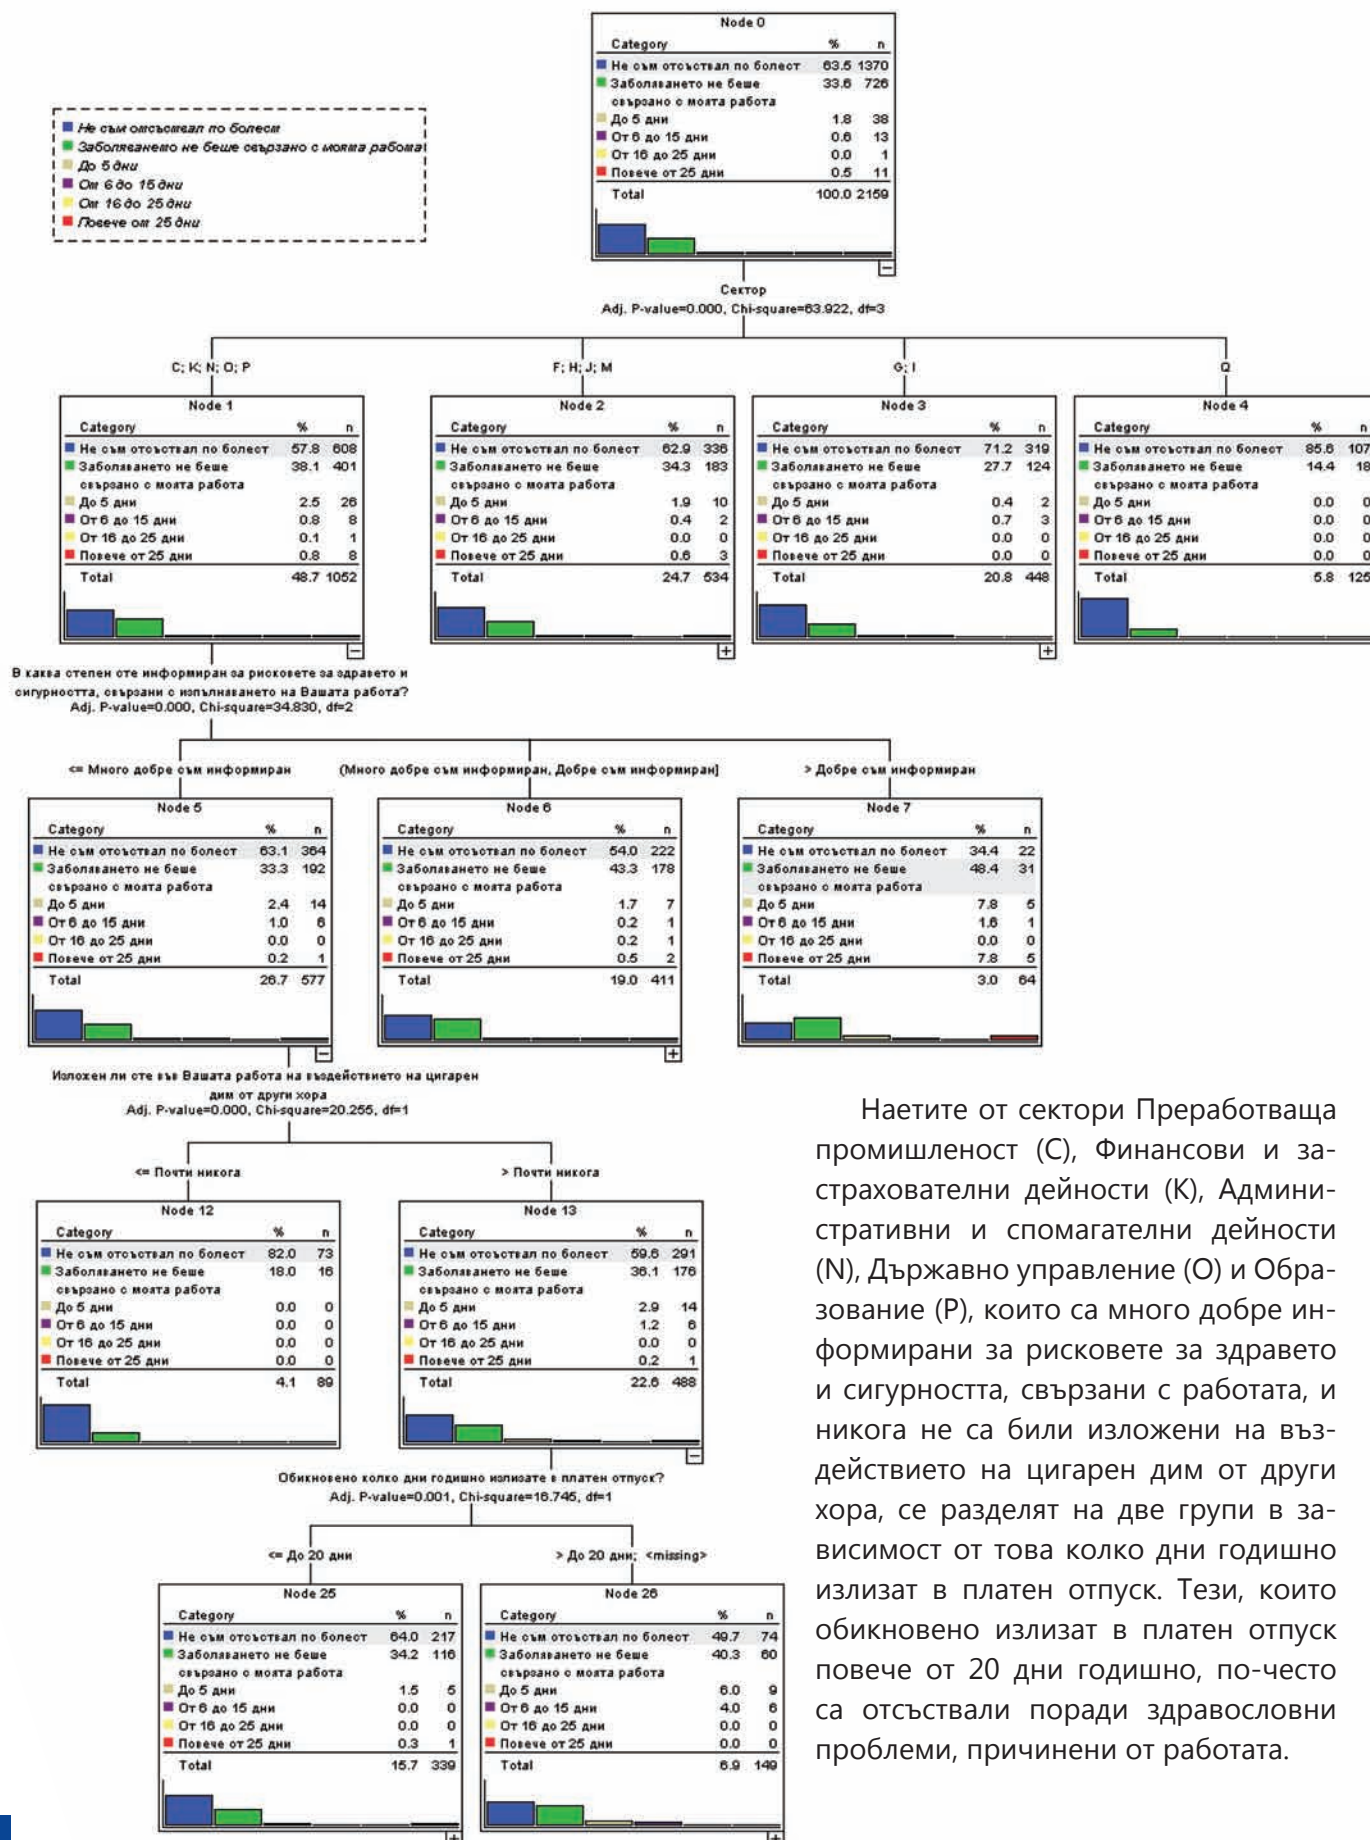 Node 0
Category % n
Не съм отсъствал по болест 63.5 1370
Заболяването не беше 33.6 726
свързано с моята работа
До 5 дни 1.8 38
От 6 до 15 дни 0.6 13
От 16 до 25 дни 0.0 1
Повече от 25 дни 0.5 11
Total 100.0 2159
Не съм отсъствал по болест
Заболяването не беше свързано с моята работа
До 5 дни
От 6 до 15 дни
От 16 до 25 дни
Повече от 25 дни
Сектор
Adj. P-value=0.000, Chi-square=63.922, df=3
C; K; N; O; P
F; H; J; M
G; I
Q
Node 1
Category % n
Не съм отсъствал по болест 57.8 608
Заболяването не беше 38.1 401
свързано с моята работа
До 5 дни 2.5 26
От 6 до 15 дни 0.8 8
От 16 до 25 дни 0.1 1
Повече от 25 дни 0.8 8
Total 48.7 1052
Node 2
Category % n
Не съм отсъствал по болест 62.9 336
Заболяването не беше 34.3 183
свързано с моята работа
До 5 дни 1.9 10
От 6 до 15 дни 0.4 2
От 16 до 25 дни 0.0 0
Повече от 25 дни 0.6 3
Total 24.7 534
Node 3
Category % n
Не съм отсъствал по болест 71.2 319
Заболяването не беше 27.7 124
свързано с моята работа
До 5 дни 0.4 2
От 6 до 15 дни 0.7 3
От 16 до 25 дни 0.0 0
Повече от 25 дни 0.0 0
Total 20.8 448
Node 4
Category % n
Не съм отсъствал по болест 85.6 107
Заболяването не беше 14.4 18
свързано с моята работа
До 5 дни 0.0 0
От 6 до 15 дни 0.0 0
От 16 до 25 дни 0.0 0
Повече от 25 дни 0.0 0
Total 5.8 125
В каква степен сте информиран за рисковете за здравето и
сигурността, свързани с изпълняването на Вашата работа?
Adj. P-value=0.000, Chi-square=34.830, df=2
<= Много добре съм информиран
(Много добре съм информиран, Добре съм информиран]
> Добре съм информиран
Node 5
Category % n
Не съм отсъствал по болест 63.1 364
Заболяването не беше 33.3 192
свързано с моята работа
До 5 дни 2.4 14
От 6 до 15 дни 1.0 6
От 16 до 25 дни 0.0 0
Повече от 25 дни 0.2 1
Total 26.7 577
Node 6
Category % n
Не съм отсъствал по болест 54.0 222
Заболяването не беше 43.3 178
свързано с моята работа
До 5 дни 1.7 7
От 6 до 15 дни 0.2 1
От 16 до 25 дни 0.2 1
Повече от 25 дни 0.5 2
Total 19.0 411
Node 7
Category % n
Не съм отсъствал по болест 34.4 22
Заболяването не беше 48.4 31
свързано с моята работа
До 5 дни 7.8 5
От 6 до 15 дни 1.6 1
От 16 до 25 дни 0.0 0
Повече от 25 дни 7.8 5
Total 3.0 64
Изложен ли сте във Вашата работа на въздействието на цигарен
дим от други хора
Adj. P-value=0.000, Chi-square=20.255, df=1
<= Почти никога
> Почти никога
Node 12
Category % n
Не съм отсъствал по болест 82.0 73
Заболяването не беше 18.0 16
свързано с моята работа
До 5 дни 0.0 0
От 6 до 15 дни 0.0 0
От 16 до 25 дни 0.0 0
Повече от 25 дни 0.0 0
Total 4.1 89
Node 13
Category % n
Не съм отсъствал по болест 59.6 291
Заболяването не беше 36.1 176
свързано с моята работа
До 5 дни 2.9 14
От 6 до 15 дни 1.2 6
От 16 до 25 дни 0.0 0
Повече от 25 дни 0.2 1
Total 22.6 488
Обикновено колко дни годишно излизате в платен отпуск?
Adj. P-value=0.001, Chi-square=16.745, df=1
<= До 20 дни
> До 20 дни; <missing>
Node 25
Category % n
Не съм отсъствал по болест 64.0 217
Заболяването не беше 34.2 116
свързано с моята работа
До 5 дни 1.5 5
От 6 до 15 дни 0.0 0
От 16 до 25 дни 0.0 0
Повече от 25 дни 0.3 1
Total 15.7 339
Node 26
Category % n
Не съм отсъствал по болест 49.7 74
Заболяването не беше 40.3 60
свързано с моята работа
До 5 дни 6.0 9
От 6 до 15 дни 4.0 6
От 16 до 25 дни 0.0 0
Повече от 25 дни 0.0 0
Total 6.9 149
Наетите от сектори Преработваща
промишленост (C), Финансови и за-
страхователни дейности (K), Админи-
стративни и спомагателни дейности
(N), Държавно управление (O) и Обра-
зование (P), които са много добре ин-
формирани за рисковете за здравето
и сигурността, свързани с работата, и
никога не са били изложени на въз-
действието на цигарен дим от други
хора, се разделят на две групи в за-
висимост от това колко дни годишно
излизат в платен отпуск. Тези, които
обикновено излизат в платен отпуск
повече от 20 дни годишно, по-често
са отсъствали поради здравословни
проблеми, причинени от работата.